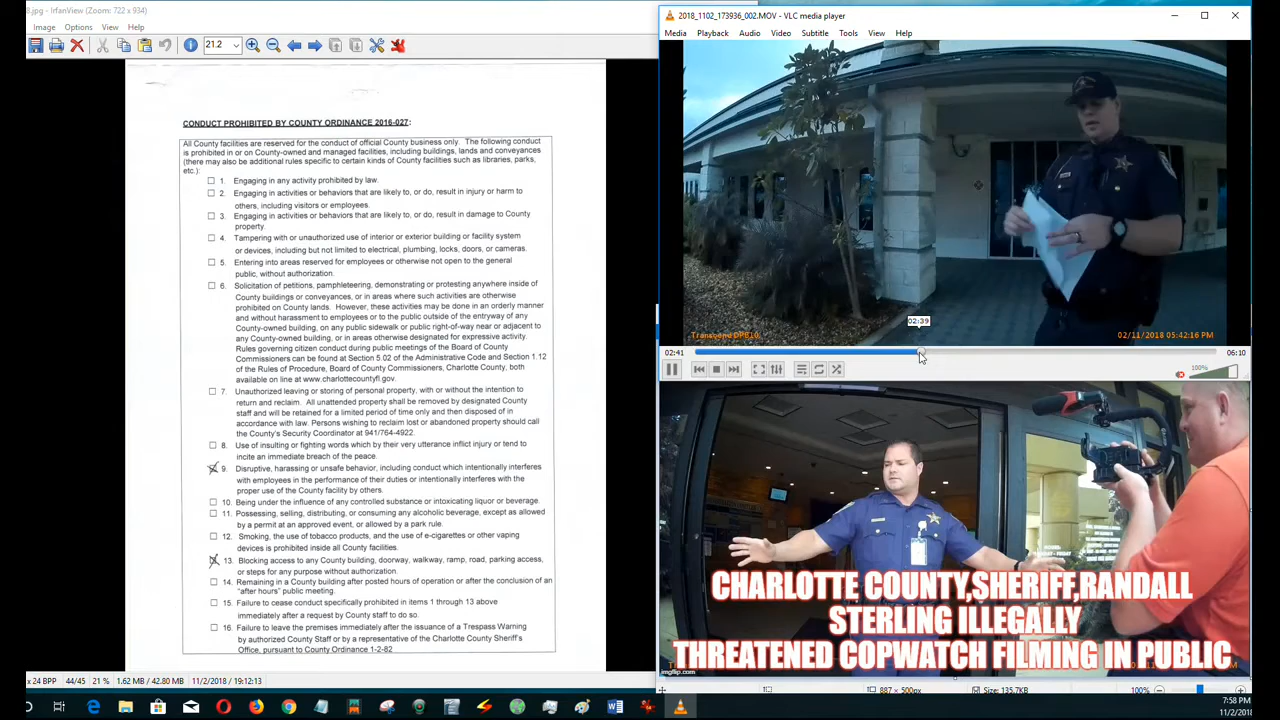 8.jpg - IrfanView (Zoom: 722 x 934)
Image Options View Help
21.2
CONDUCT PROHIBITED BY COUNTY ORDINANCE 2016-027:
All County facilities are reserved for the conduct of official County business only. The following conduct
is prohibited in or on County-owned and managed facilities, including buildings, lands and conveyances
(there may also be additional rules specific to certain kinds of County facilities such as libraries, parks,
etc.):
1. Engaging in any activity prohibited by law.
2. Engaging in activities or behaviors that are likely to, or do, result in injury or harm to
others, including visitors or employees.
3. Engaging in activities or behaviors that are likely to, or do, result in damage to County
property.
4. Tampering with or unauthorized use of interior or exterior building or facility system
or devices, including but not limited to electrical, plumbing, locks, doors, or cameras.
5. Entering into areas reserved for employees or otherwise not open to the general
public, without authorization.
6. Solicitation of petitions, pamphleteering, demonstrating or protesting anywhere inside of
County buildings or conveyances, or in areas where such activities are otherwise
prohibited on County lands. However, these activities may be done in an orderly manner
and without harassment to employees or to the public outside of the entryway of any
County-owned building, on any public sidewalk or public right-of-way near or adjacent to
any County-owned building, or in areas otherwise designated for expressive activity.
Rules governing citizen conduct during public meetings of the Board of County
Commissioners can be found at Section 5.02 of the Administrative Code and Section 1.12
of the Rules of Procedure, Board of County Commissioners, Charlotte County, both
available on line at www.charlottecountyfl.gov.
7. Unauthorized leaving or storing of personal property, with or without the intention to
return and reclaim. All unattended property shall be removed by designated County
staff and will be retained for a limited period of time only and then disposed of in
accordance with law. Persons wishing to reclaim lost or abandoned property should call
the County's Security Coordinator at 941/764-4922.
8. Use of insulting or fighting words which by their very utterance inflict injury or tend to
incite an immediate breach of the peace.
9. Disruptive, harassing or unsafe behavior, including conduct which intentionally interferes
with employees in the performance of their duties or intentionally interferes with the
proper use of the County facility by others.
10. Being under the influence of any controlled substance or intoxicating liquor or beverage.
11. Possessing, selling, distributing, or consuming any alcoholic beverage, except as allowed
by a permit at an approved event, or allowed by a park rule.
12. Smoking, the use of tobacco products, and the use of e-cigarettes or other vaping
devices is prohibited inside all County facilities.
13. Blocking access to any County building, doorway, walkway, ramp, road, parking access,
or steps for any purpose without authorization.
14. Remaining in a County building after posted hours of operation or after the conclusion of an
"after hours" public meeting.
15. Failure to cease conduct specifically prohibited in items 1 through 13 above
immediately after a request by County staff to do so.
16. Failure to leave the premises immediately after the issuance of a Trespass Warning
by authorized County Staff or by a representative of the Charlotte County Sheriff's
Office, pursuant to County Ordinance 1-2-82
x 24 BPP 44/45 21 % 1.62 MB / 42.80 MB 11/2/2018 / 19:12:13
2018_1102_173936_002.MOV - VLC media player
Media Playback Audio Video Subtitle Tools View Help
02:39
Transcend DPB10 02/11/2018 05:42:16 PM
02:41 06:10
100%
CHARLOTTE COUNTY,SHERIFF,RANDALL
STERLING ILLEGALLY
THREATENED COPWATCH FILMING IN PUBLIC
imgflip.com
887 × 500px Size: 135.7KB 100%
7:58 PM
11/2/2018